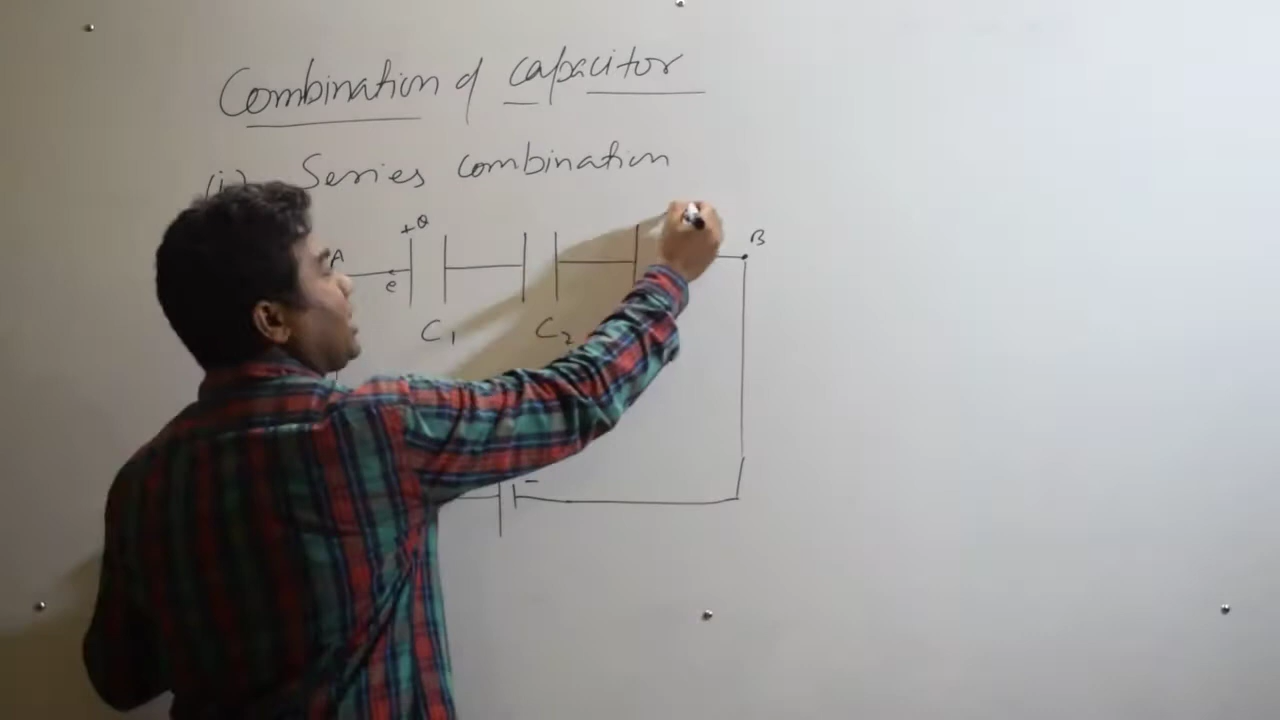 Combination of capacitor
(i) Series combination
+Q
A
B
e
C1 C2
-